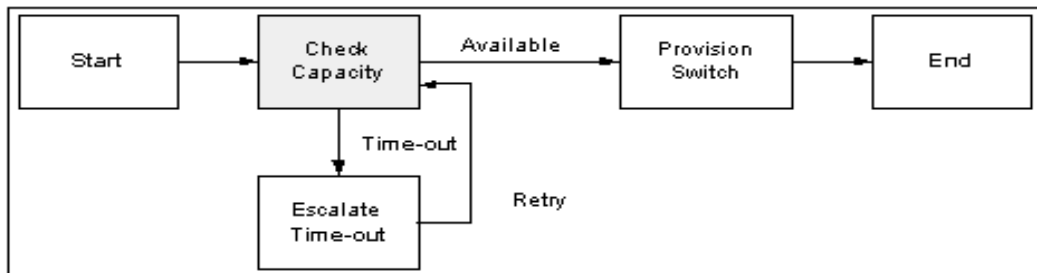 Start
Check
Capacity
Available
Provision
Switch
End
Time-out
Escalate
Time-out
Retry